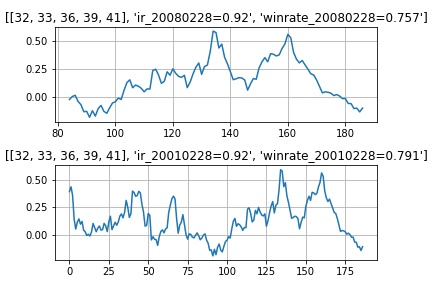 [[32, 33, 36, 39, 41], 'ir_20080228=0.92', 'winrate_20080228=0.757']
0.50
0.25
0.00
80 100 120 140 160 180
[[32, 33, 36, 39, 41], 'ir_20010228=0.92', 'winrate_20010228=0.791']
0.50
0.25
0.00
0 25 50 75 100 125 150 175